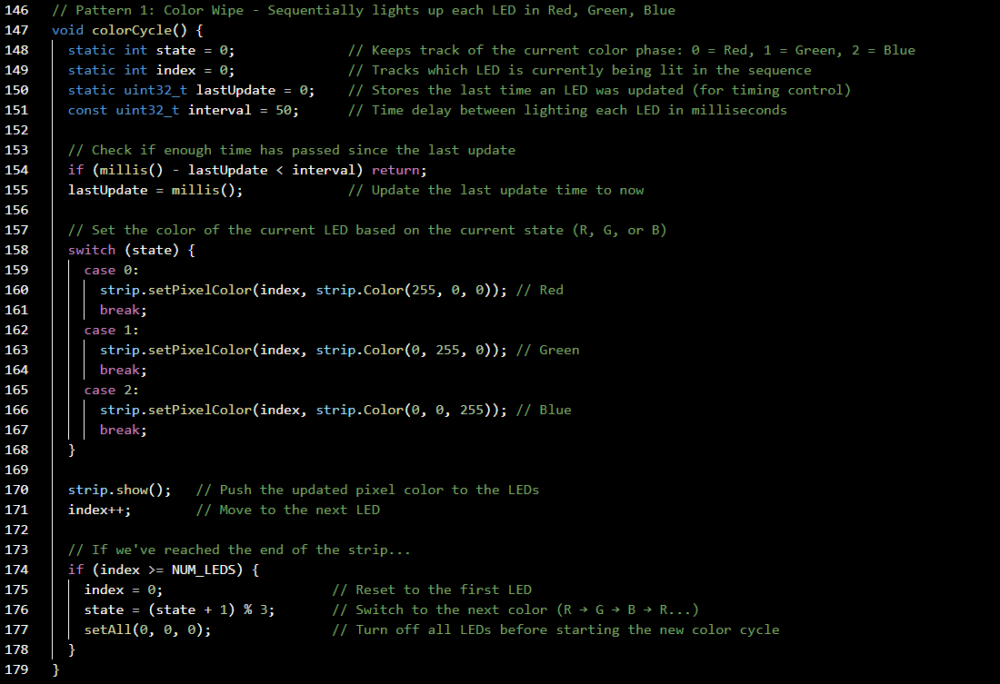 146 // Pattern 1: Color Wipe - Sequentially lights up each LED in Red, Green, Blue
147 void colorCycle() {
148   static int state = 0;              // Keeps track of the current color phase: 0 = Red, 1 = Green, 2 = Blue
149   static int index = 0;              // Tracks which LED is currently being lit in the sequence
150   static uint32_t lastUpdate = 0;    // Stores the last time an LED was updated (for timing control)
151   const uint32_t interval = 50;      // Time delay between lighting each LED in milliseconds
152
153   // Check if enough time has passed since the last update
154   if (millis() - lastUpdate < interval) return;
155   lastUpdate = millis();             // Update the last update time to now
156
157   // Set the color of the current LED based on the current state (R, G, or B)
158   switch (state) {
159     case 0:
160       strip.setPixelColor(index, strip.Color(255, 0, 0)); // Red
161       break;
162     case 1:
163       strip.setPixelColor(index, strip.Color(0, 255, 0)); // Green
164       break;
165     case 2:
166       strip.setPixelColor(index, strip.Color(0, 0, 255)); // Blue
167       break;
168   }
169
170   strip.show();   // Push the updated pixel color to the LEDs
171   index++;        // Move to the next LED
172
173   // If we've reached the end of the strip...
174   if (index >= NUM_LEDS) {
175     index = 0;                     // Reset to the first LED
176     state = (state + 1) % 3;       // Switch to the next color (R → G → B → R...)
177     setAll(0, 0, 0);               // Turn off all LEDs before starting the new color cycle
178   }
179 }